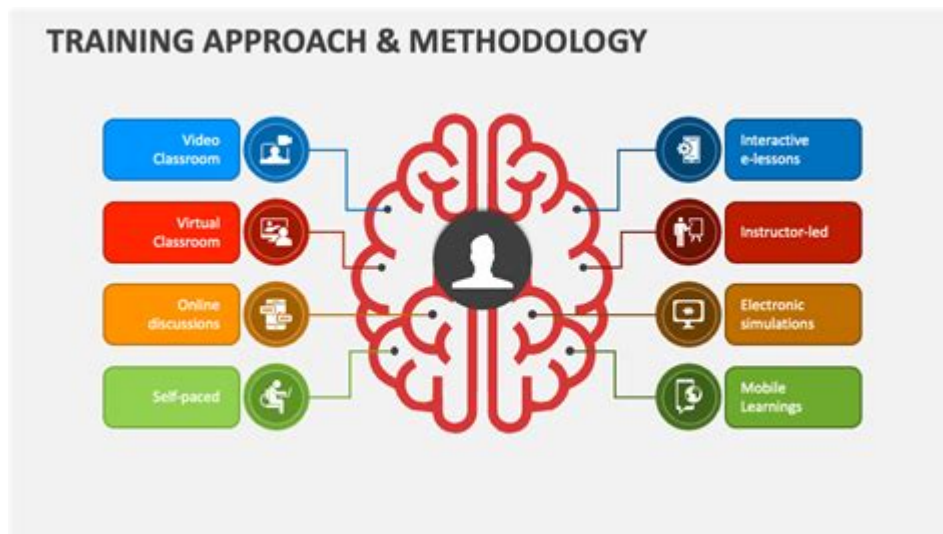 TRAINING APPROACH & METHODOLOGY
Video
Classroom
Virtual
Classroom
Online
discussions
Self-paced
Interactive
e-lessons
Instructor-led
Electronic
simulations
Mobile
Learnings